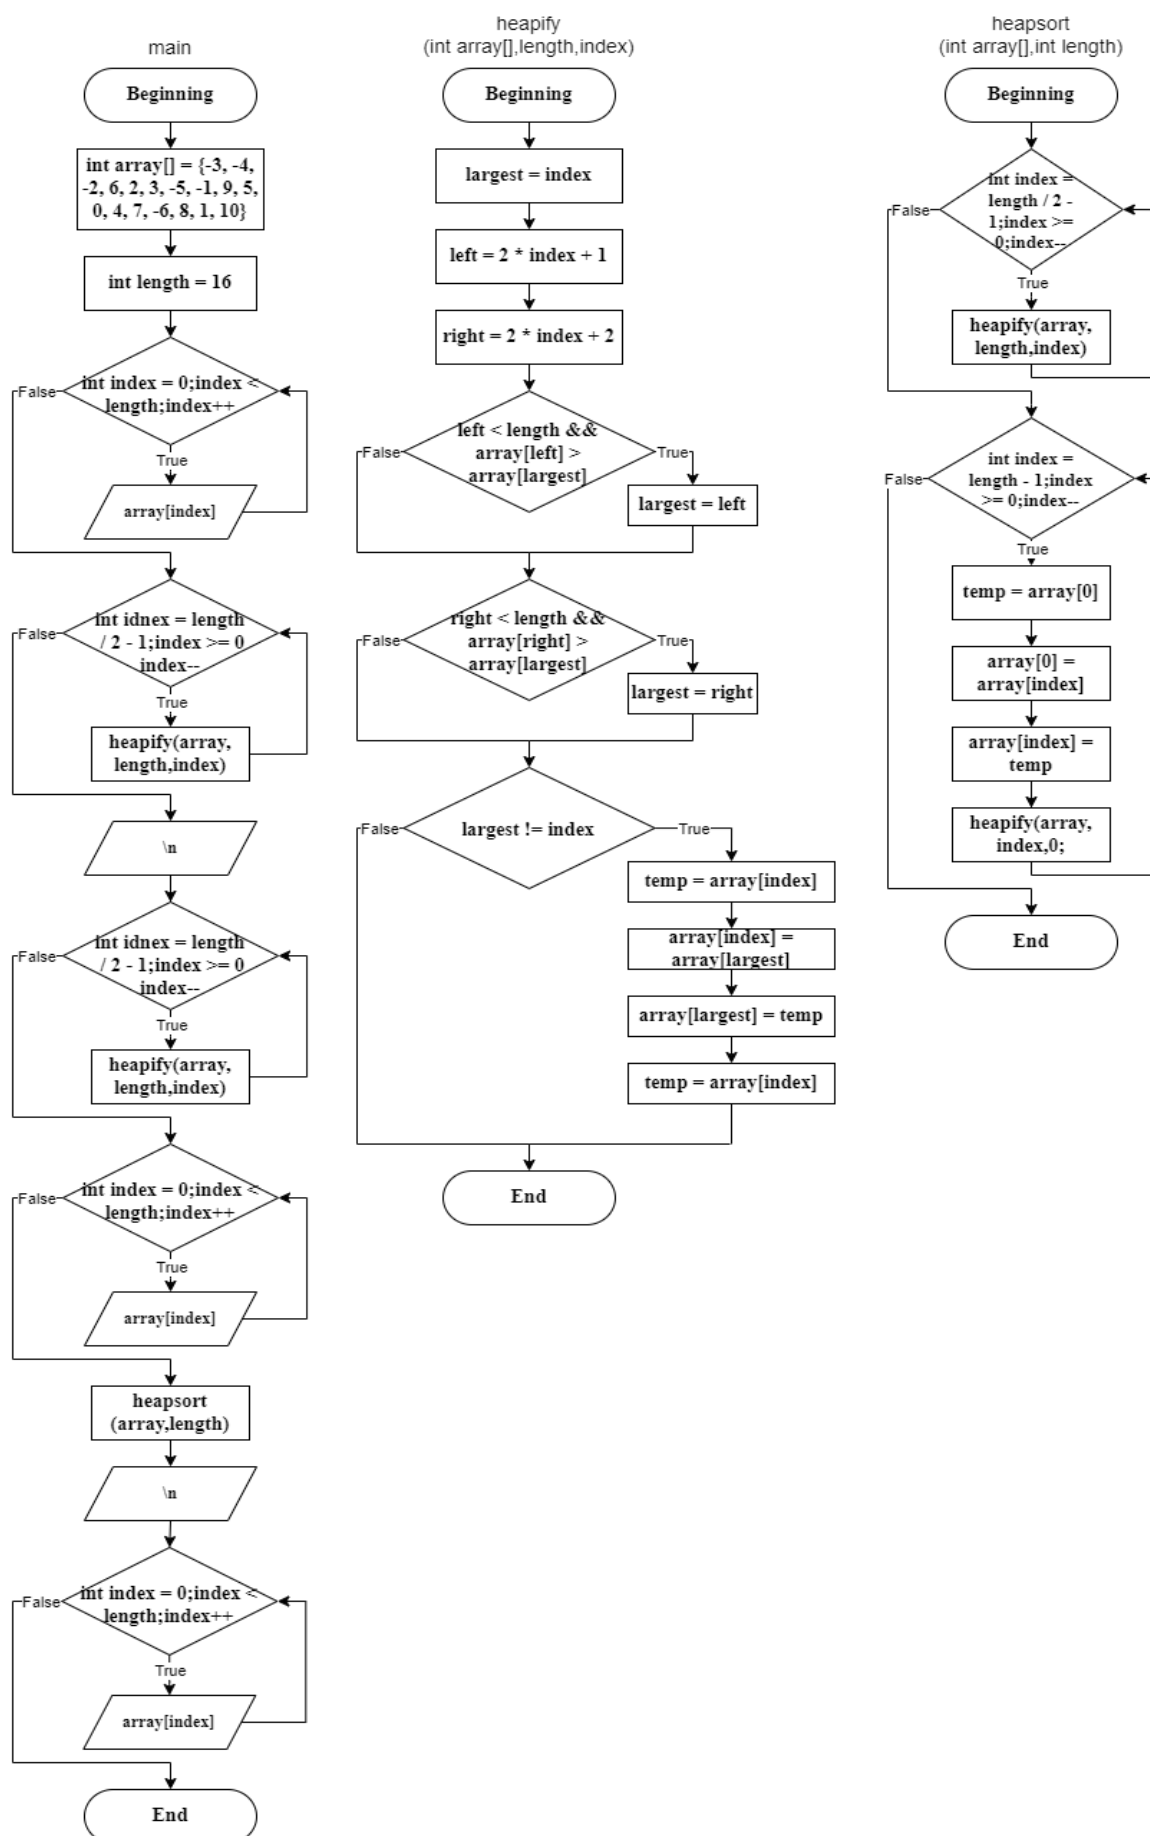 main
Beginning
int array[] = {-3, -4,
-2, 6, 2, 3, -5, -1, 9, 5,
0, 4, 7, -6, 8, 1, 10}
int length = 16
int index = 0;index <
length;index++
False
True
array[index]
int idnex = length
/ 2 - 1;index >= 0
index--
False
True
heapify(array,
length,index)
\n
int idnex = length
/ 2 - 1;index >= 0
index--
False
True
heapify(array,
length,index)
int index = 0;index <
length;index++
False
True
array[index]
heapsort
(array,length)
\n
int index = 0;index <
length;index++
False
True
array[index]
End
heapify
(int array[],length,index)
Beginning
largest = index
left = 2 * index + 1
right = 2 * index + 2
left < length &&
array[left] >
array[largest]
False
True
largest = left
right < length &&
array[right] >
array[largest]
False
True
largest = right
largest != index
False
True
temp = array[index]
array[index] =
array[largest]
array[largest] = temp
temp = array[index]
End
heapsort
(int array[],int length)
Beginning
int index =
length / 2 -
1;index >=
0;index--
False
True
heapify(array,
length,index)
int index =
length - 1;index
>= 0;index--
False
True
temp = array[0]
array[0] =
array[index]
array[index] =
temp
heapify(array,
index,0;
End